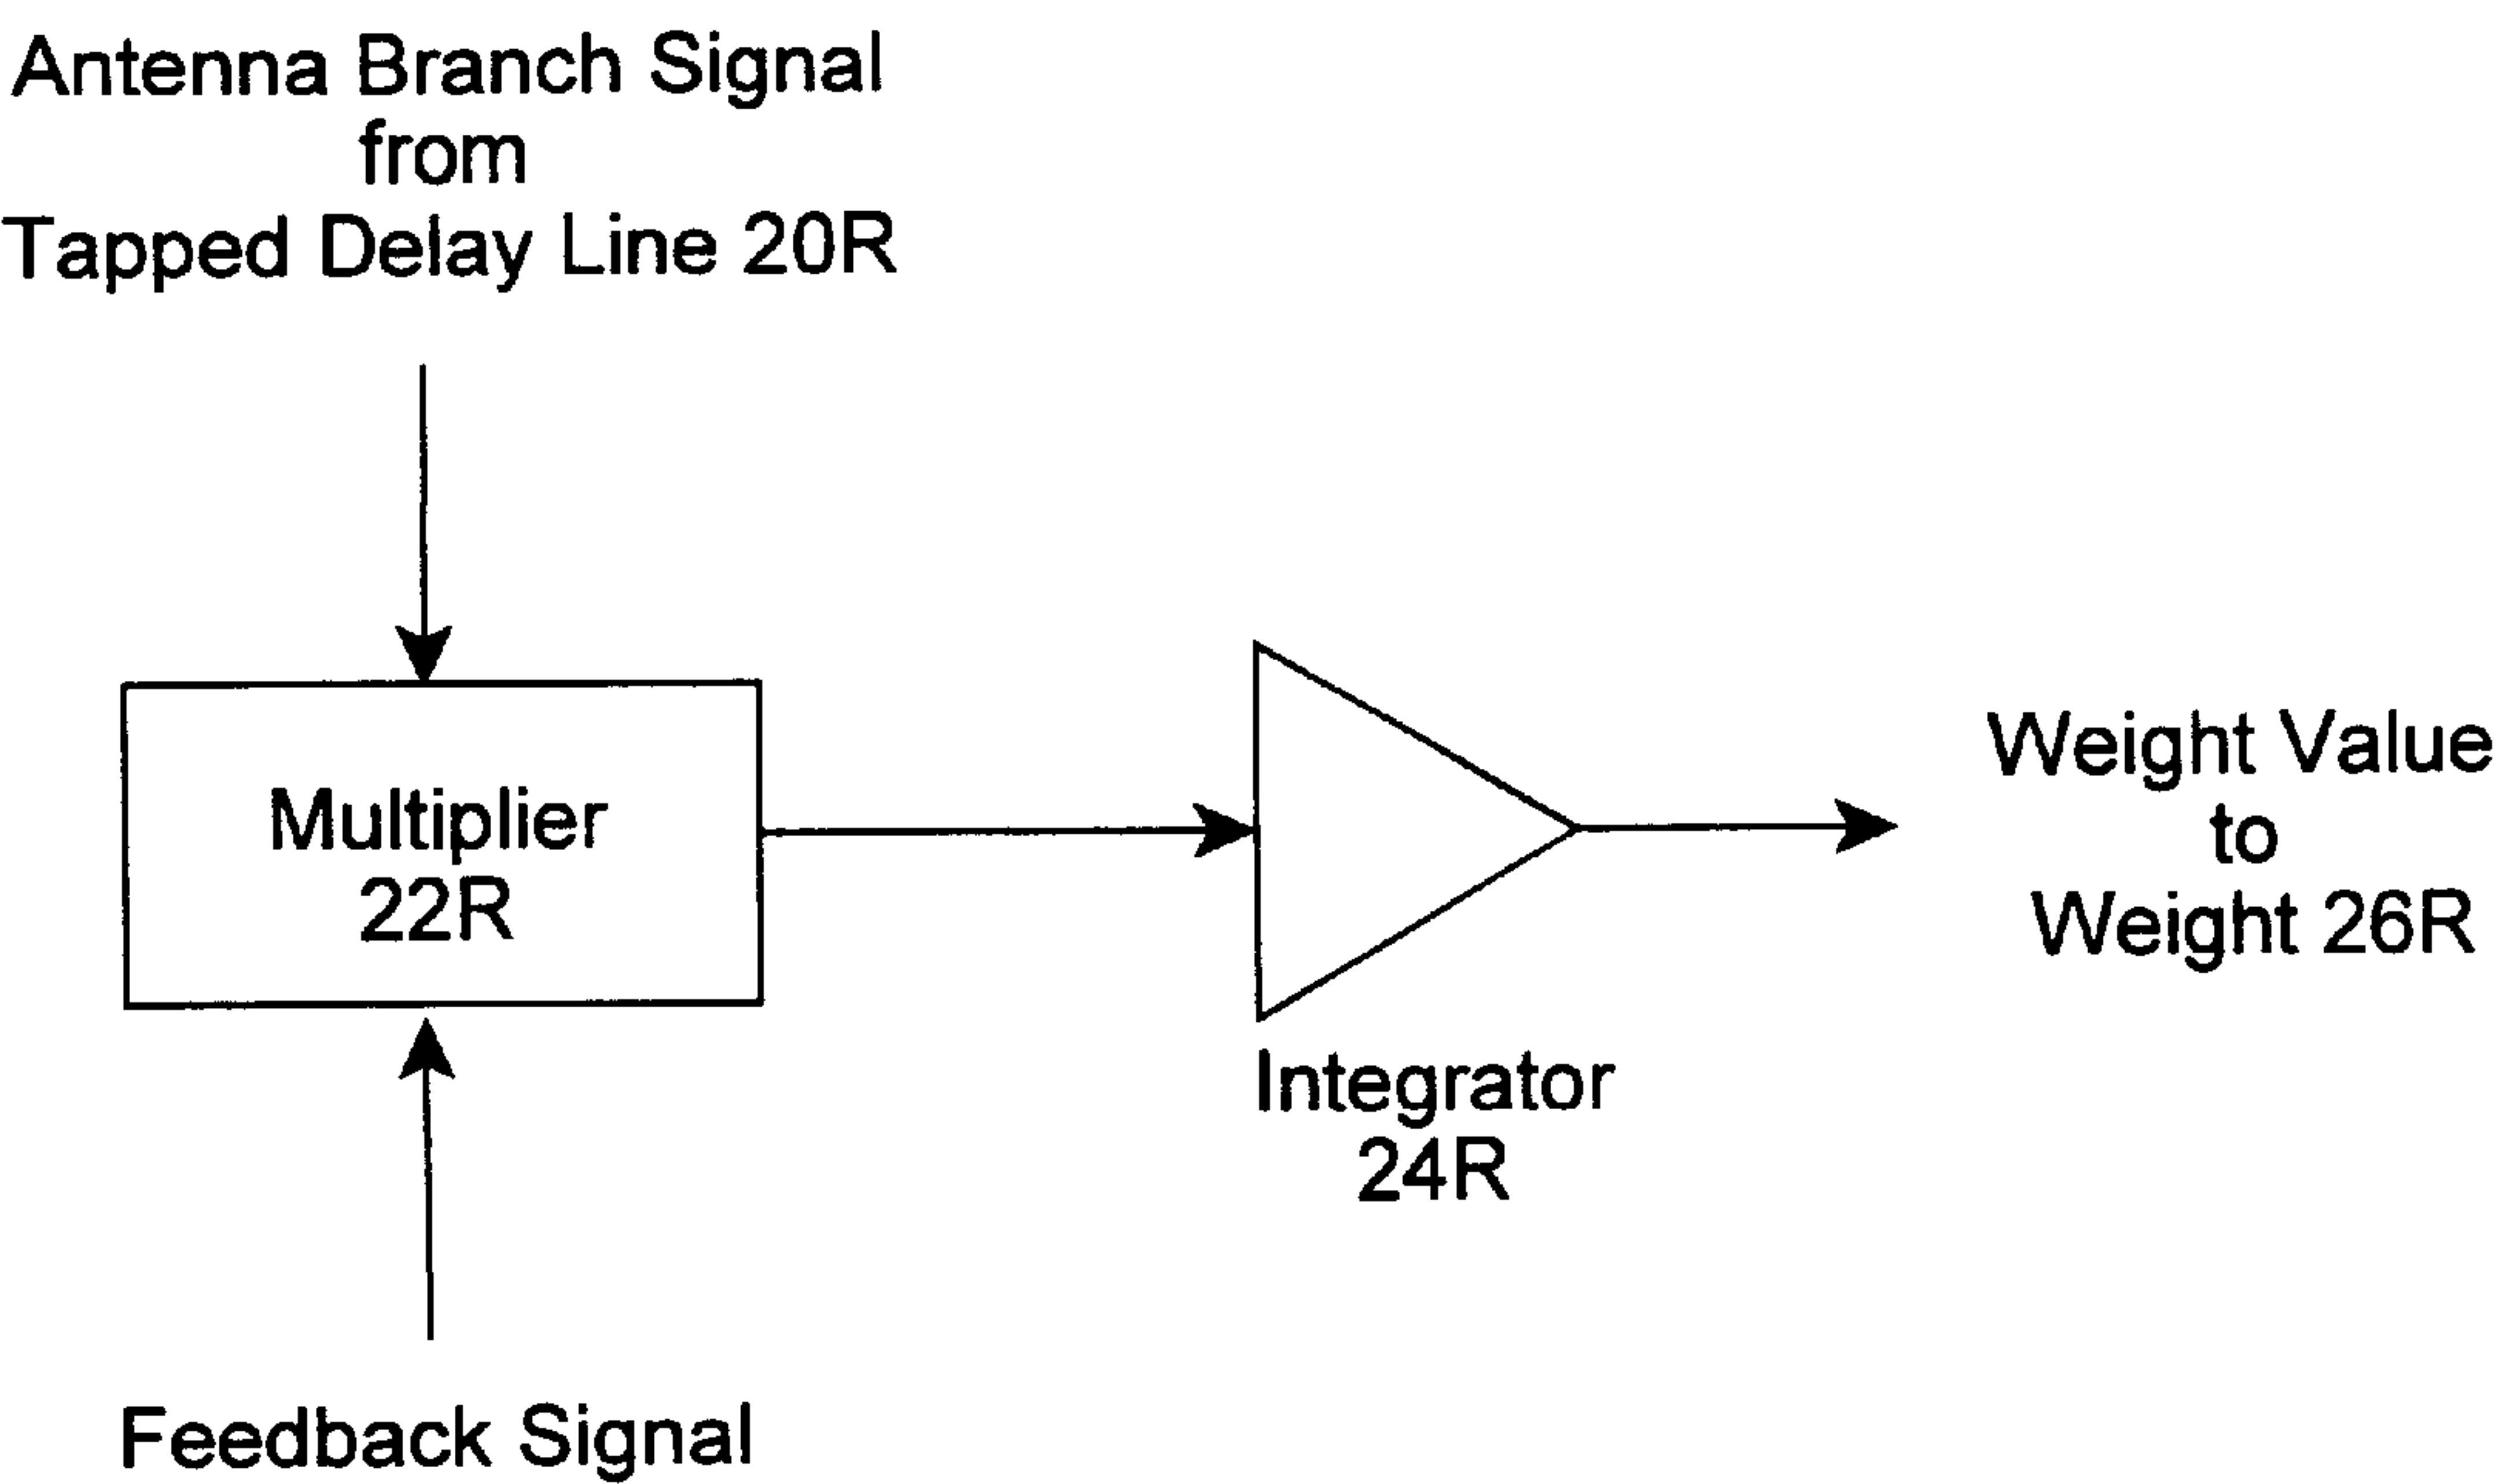 Antenna Branch Signal
from
Tapped Delay Line 20R
Multiplier
22R
Weight Value
to
Weight 26R
Integrator
24R
Feedback Signal